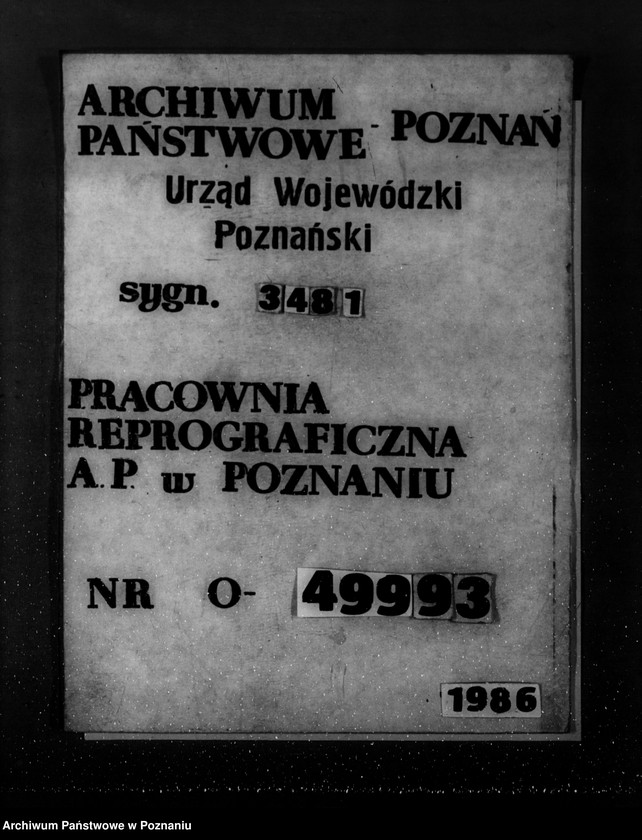 ARCHIWUM
PAŃSTWOWE - POZNAŃ
Urząd Wojewódzki
Poznański
sygn. 3481
PRACOWNIA
REPROGRAFICZNA
A.P. w POZNANIU
NR O- 49993
1986
Archiwum Państwowe w Poznaniu